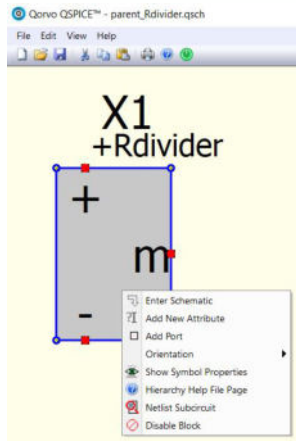 Qorvo QSPICE™ - parent_Rdivider.qsch
File Edit View Help
X1
+Rdivider
+
m
-
Enter Schematic
Add New Attribute
Add Port
Orientation
Show Symbol Properties
Hierarchy Help File Page
Netlist Subcircuit
Disable Block